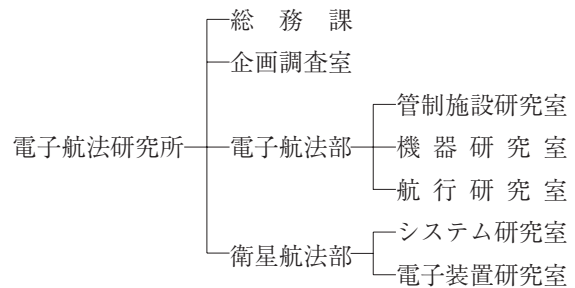 総務課
企画調査室
管制施設研究室
電子航法研究所 電子航法部 機器研究室
航行研究室
システム研究室
衛星航法部
電子装置研究室